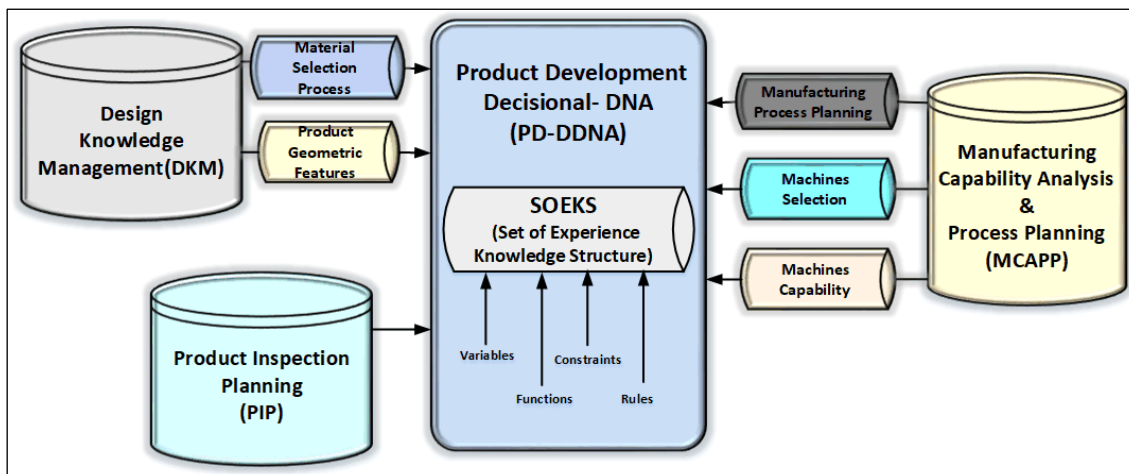 Design
Knowledge
Management(DKM)
Material
Selection
Process
Product
Geometric
Features
Product Inspection
Planning
(PIP)
Product Development
Decisional- DNA
(PD-DDNA)
SOEKS
(Set of Experience
Knowledge Structure)
Variables
Functions
Constraints
Rules
Manufacturing
Process Planning
Machines
Selection
Machines
Capability
Manufacturing
Capability Analysis
&
Process Planning
(MCAPP)